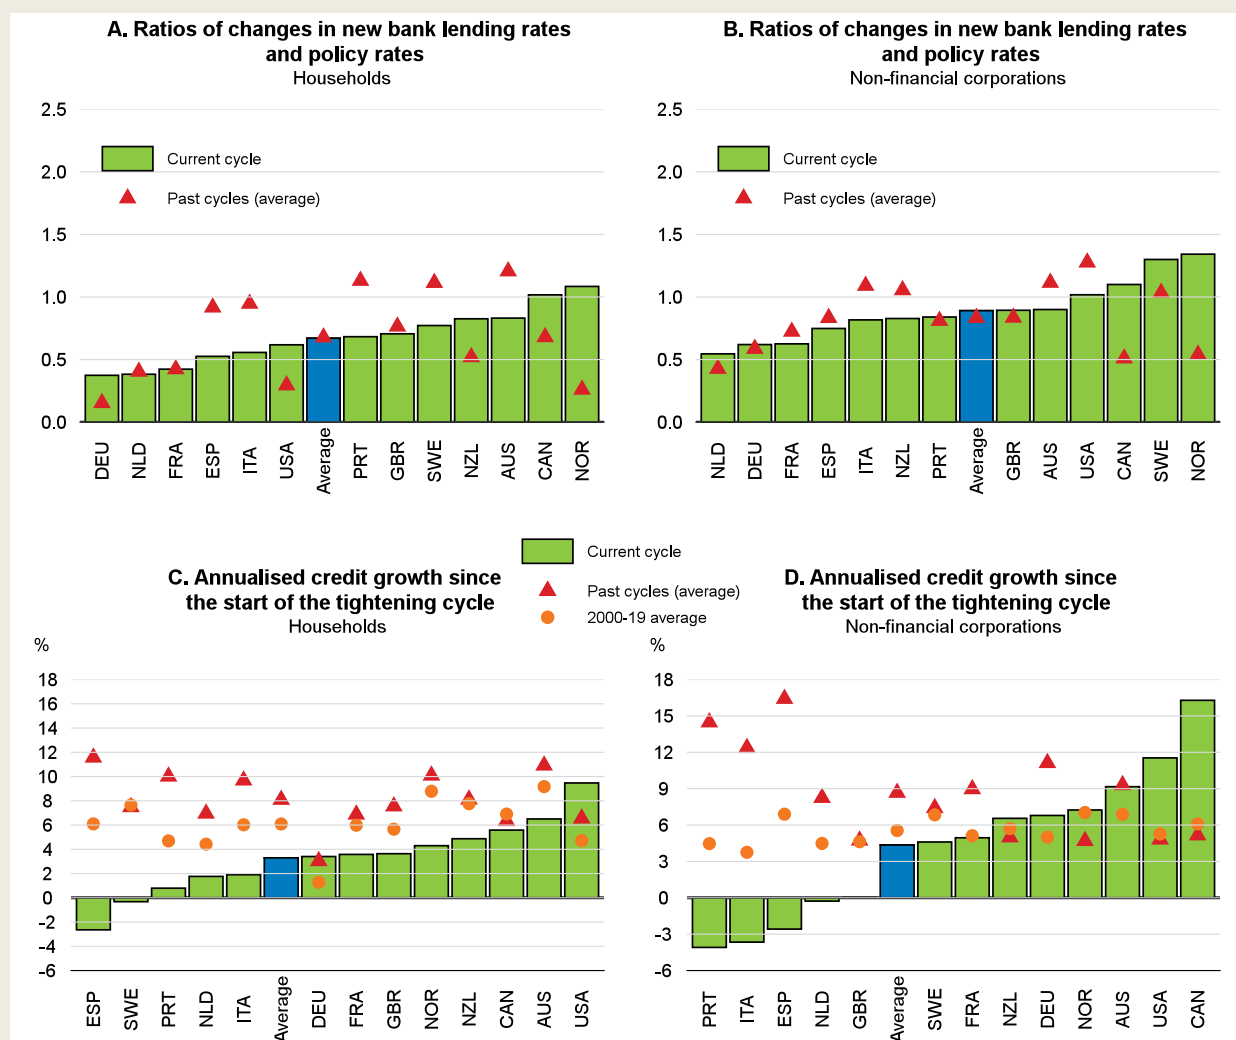 A. Ratios of changes in new bank lending rates
and policy rates
Households
2.5
2.0
1.5
1.0
0.5
0.0
Current cycle
Past cycles (average)
DEU
NLD
FRA
ESP
ITA
USA
Average
PRT
GBR
SWE
NZL
AUS
CAN
NOR
B. Ratios of changes in new bank lending rates
and policy rates
Non-financial corporations
2.5
2.0
1.5
1.0
0.5
0.0
Current cycle
Past cycles (average)
NLD
DEU
FRA
ESP
ITA
NZL
PRT
Average
GBR
AUS
USA
CAN
SWE
NOR
Current cycle
Past cycles (average)
2000-19 average
C. Annualised credit growth since
the start of the tightening cycle
Households
%
18
16
14
12
10
8
6
4
2
0
-2
-4
-6
ESP
SWE
PRT
NLD
ITA
Average
DEU
FRA
GBR
NOR
NZL
CAN
AUS
USA
D. Annualised credit growth since
the start of the tightening cycle
Non-financial corporations
%
18
15
12
9
6
3
0
-3
-6
PRT
ITA
ESP
NLD
GBR
Average
SWE
FRA
NZL
DEU
NOR
AUS
USA
CAN